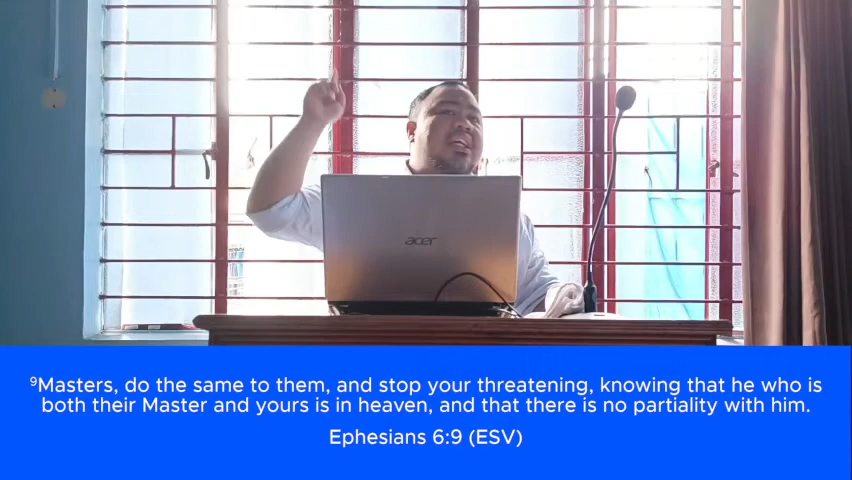 acer
⁹Masters, do the same to them, and stop your threatening, knowing that he who is
both their Master and yours is in heaven, and that there is no partiality with him.
Ephesians 6:9 (ESV)